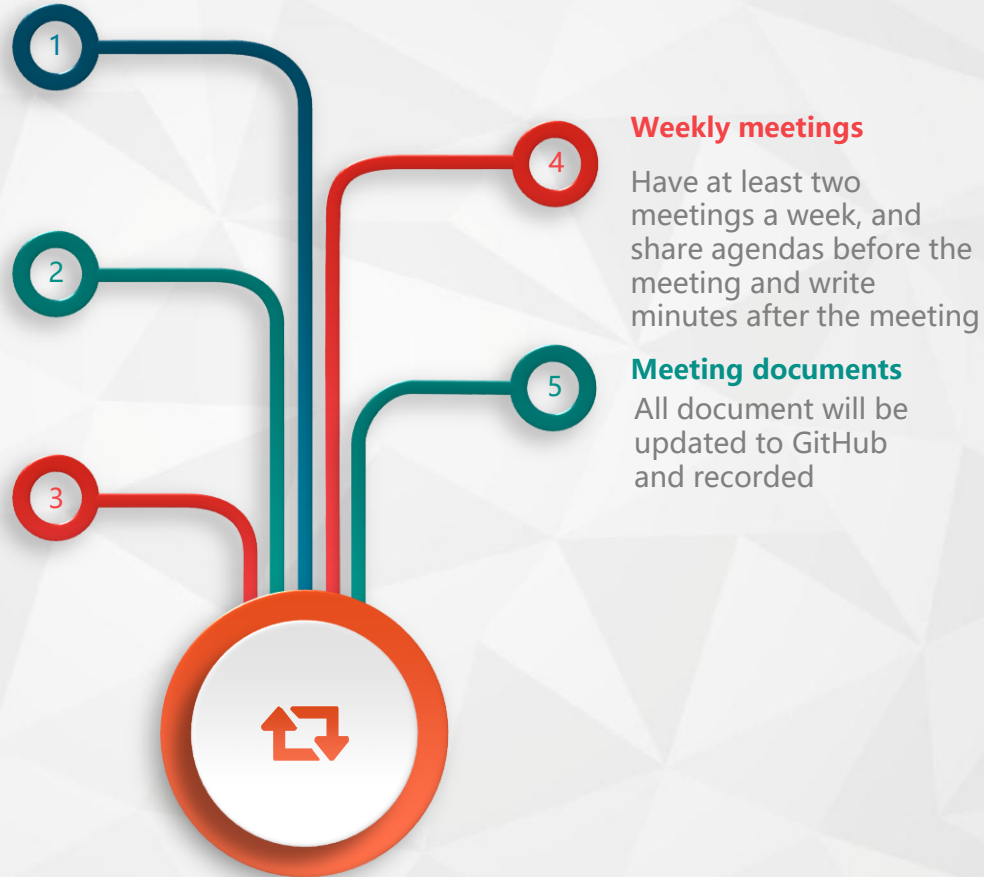 1
2
3
4
Weekly meetings
Have at least two
meetings a week, and
share agendas before the
meeting and write
minutes after the meeting
5
Meeting documents
All document will be
updated to GitHub
and recorded